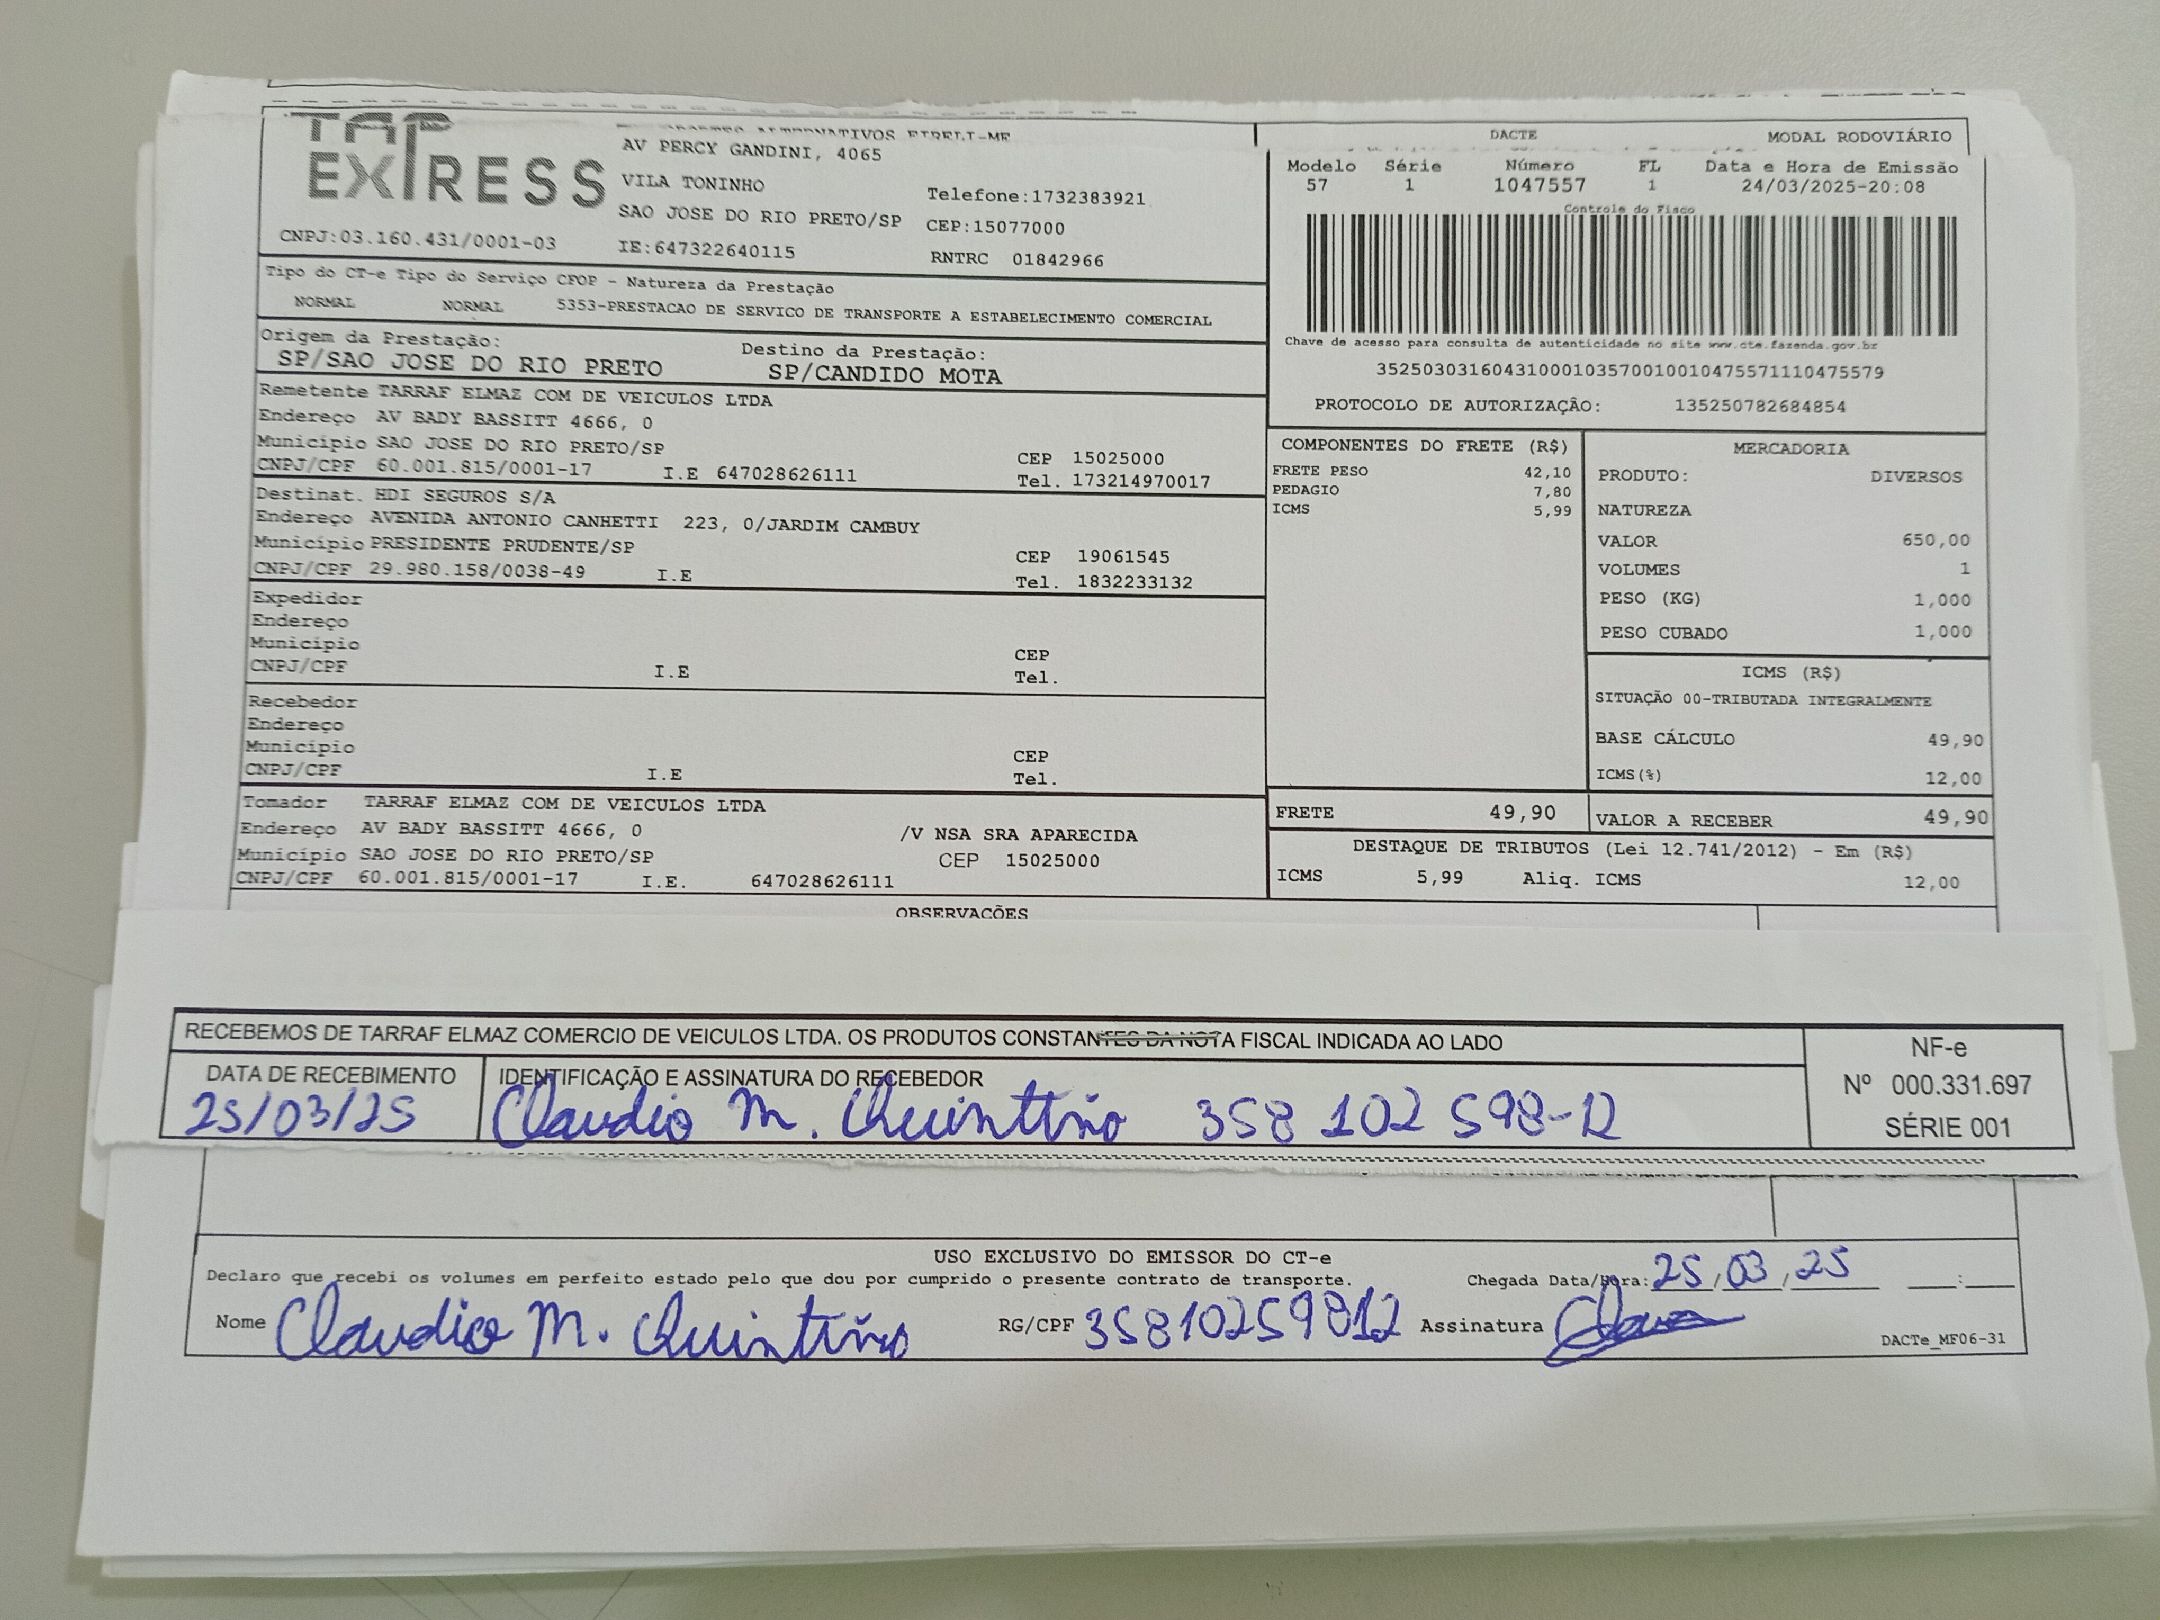 TAP
EXPRESS
ALTERNATIVOS EIRELI-ME
AV PERCY GANDINI, 4065
VILA TONINHO
Telefone:1732383921
SAO JOSE DO RIO PRETO/SP CEP:15077000
CNPJ:03.160.431/0001-03 IE:647322640115 RNTRC 01842966
DACTE MODAL RODOVIÁRIO
Modelo Série Número FL Data e Hora de Emissão
57 1 1047557 1 24/03/2025-20:08
Controle do Fisco
Chave de acesso para consulta de autenticidade no site www.cte.fazenda.gov.br
35250303160431000103570010010475571110475579
PROTOCOLO DE AUTORIZAÇÃO: 135250782684854
Tipo do CT-e Tipo do Serviço CFOP - Natureza da Prestação
NORMAL NORMAL 5353-PRESTACAO DE SERVICO DE TRANSPORTE A ESTABELECIMENTO COMERCIAL
Origem da Prestação: Destino da Prestação:
SP/SAO JOSE DO RIO PRETO SP/CANDIDO MOTA
Remetente TARRAF ELMAZ COM DE VEICULOS LTDA
Endereço AV BADY BASSITT 4666, 0
Município SAO JOSE DO RIO PRETO/SP CEP 15025000
CNPJ/CPF 60.001.815/0001-17 I.E 647028626111 Tel. 173214970017
Destinat. HDI SEGUROS S/A
Endereço AVENIDA ANTONIO CANHETTI 223, 0/JARDIM CAMBUY
Município PRESIDENTE PRUDENTE/SP CEP 19061545
CNPJ/CPF 29.980.158/0038-49 I.E Tel. 1832233132
Expedidor
Endereço
Município CEP
CNPJ/CPF I.E Tel.
Recebedor
Endereço
Município CEP
CNPJ/CPF I.E Tel.
Tomador TARRAF ELMAZ COM DE VEICULOS LTDA
Endereço AV BADY BASSITT 4666, 0 /V NSA SRA APARECIDA
Município SAO JOSE DO RIO PRETO/SP CEP 15025000
CNPJ/CPF 60.001.815/0001-17 I.E. 647028626111
COMPONENTES DO FRETE (R$)
FRETE PESO 42,10
PEDAGIO 7,80
ICMS 5,99
MERCADORIA
PRODUTO: DIVERSOS
NATUREZA
VALOR 650,00
VOLUMES 1
PESO (KG) 1,000
PESO CUBADO 1,000
ICMS (R$)
SITUAÇÃO 00-TRIBUTADA INTEGRALMENTE
BASE CÁLCULO 49,90
ICMS(%) 12,00
FRETE 49,90 VALOR A RECEBER 49,90
DESTAQUE DE TRIBUTOS (Lei 12.741/2012) - Em (R$)
ICMS 5,99 Aliq. ICMS 12,00
OBSERVAÇÕES
RECEBEMOS DE TARRAF ELMAZ COMERCIO DE VEICULOS LTDA. OS PRODUTOS CONSTANTES DA NOTA FISCAL INDICADA AO LADO
DATA DE RECEBIMENTO IDENTIFICAÇÃO E ASSINATURA DO RECEBEDOR
25/03/25 Claudio M. Quintino 358 102 598-12
NF-e
Nº 000.331.697
SÉRIE 001
USO EXCLUSIVO DO EMISSOR DO CT-e
Declaro que recebi os volumes em perfeito estado pelo que dou por cumprido o presente contrato de transporte. Chegada Data/Hora: 25/03/25 __:__
Nome Claudio M. Quintino RG/CPF 35810259812 Assinatura
DACTe_MF06-31